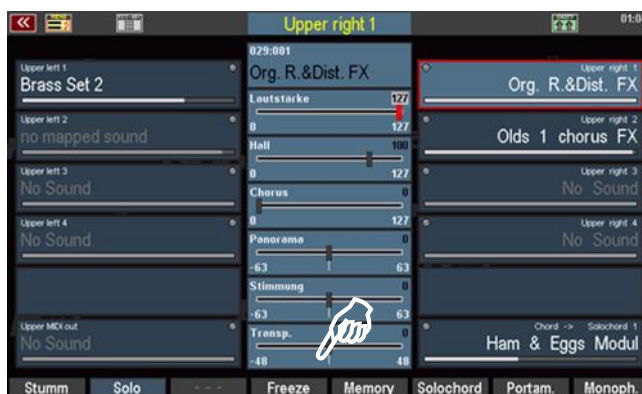 Upper right 1
01:0
029:081
Org. R.&Dist. FX
Lautstärke 127
0 127
Hall 100
0 127
Chorus 0
0 127
Panorama 0
-63 63
Stimmung 0
-63 63
Transp. 0
-48 48
Upper left 1
Brass Set 2
Upper left 2
no mapped sound
Upper left 3
No Sound
Upper left 4
No Sound
Upper MIDI out
No Sound
Upper right 1
Org. R.&Dist. FX
Upper right 2
Olds 1 chorus FX
Upper right 3
No Sound
Upper right 4
No Sound
Chord -> Solochord 1
Ham & Eggs Modul
Stumm Solo - - - Freeze Memory Solochord Portam. Monoph.